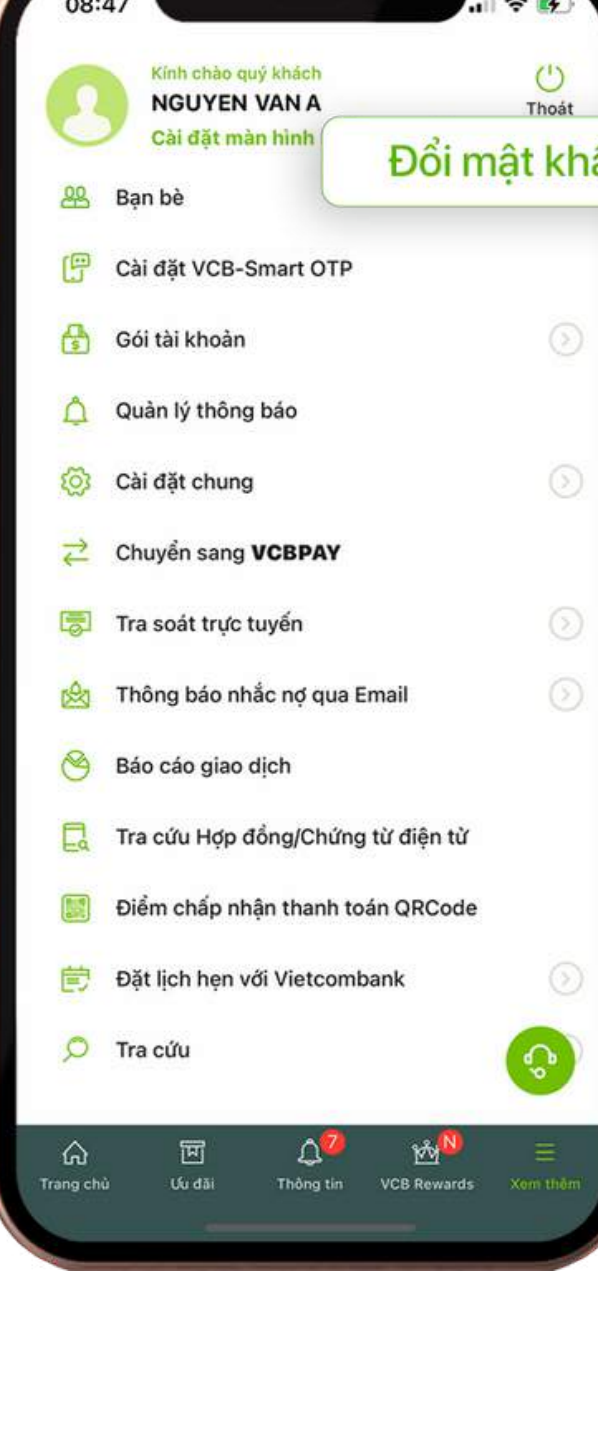 08:47
Kính chào quý khách
NGUYEN VAN A
Thoát
Cài đặt màn hình
Đổi mật
Bạn bè
Cài đặt VCB-Smart OTP
Gói tài khoản
Quản lý thông báo
Cài đặt chung
Chuyển sang VCBPAY
Tra soát trực tuyến
Thông báo nhắc nợ qua Email
Báo cáo giao dịch
Tra cứu Hợp đồng/Chứng từ điện tử
Điểm chấp nhận thanh toán QRCode
Đặt lịch hẹn với Vietcombank
Tra cứu
7
N
Trang chủ
Ưu đãi
Thông tin
VCB Rewards
Xem thêm